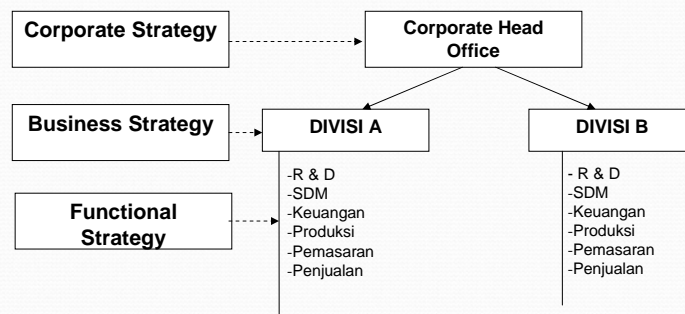 Corporate Strategy
Corporate Head
Office
Business Strategy
DIVISI A
DIVISI B
Functional
Strategy
-R & D
-SDM
-Keuangan
-Produksi
-Pemasaran
-Penjualan
- R & D
-SDM
-Keuangan
-Produksi
-Pemasaran
-Penjualan